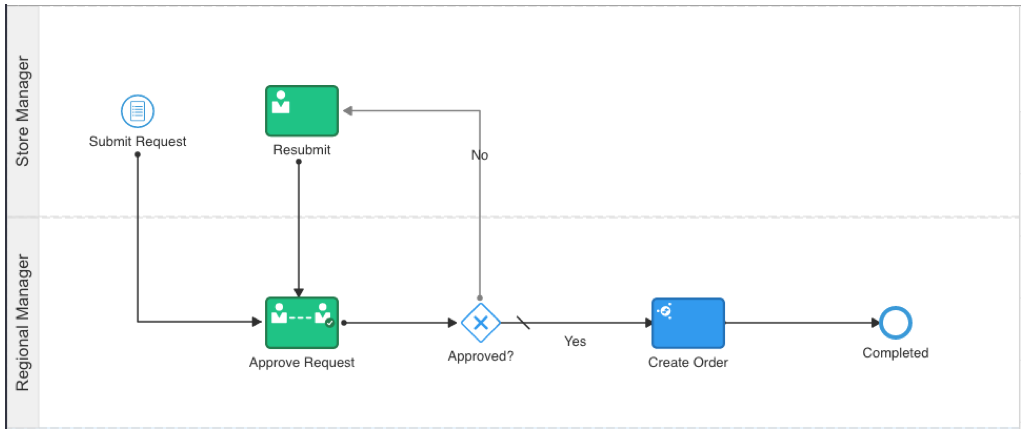 Store Manager
Submit Request
Resubmit
No
Regional Manager
Approve Request
Approved?
Yes
Create Order
Completed